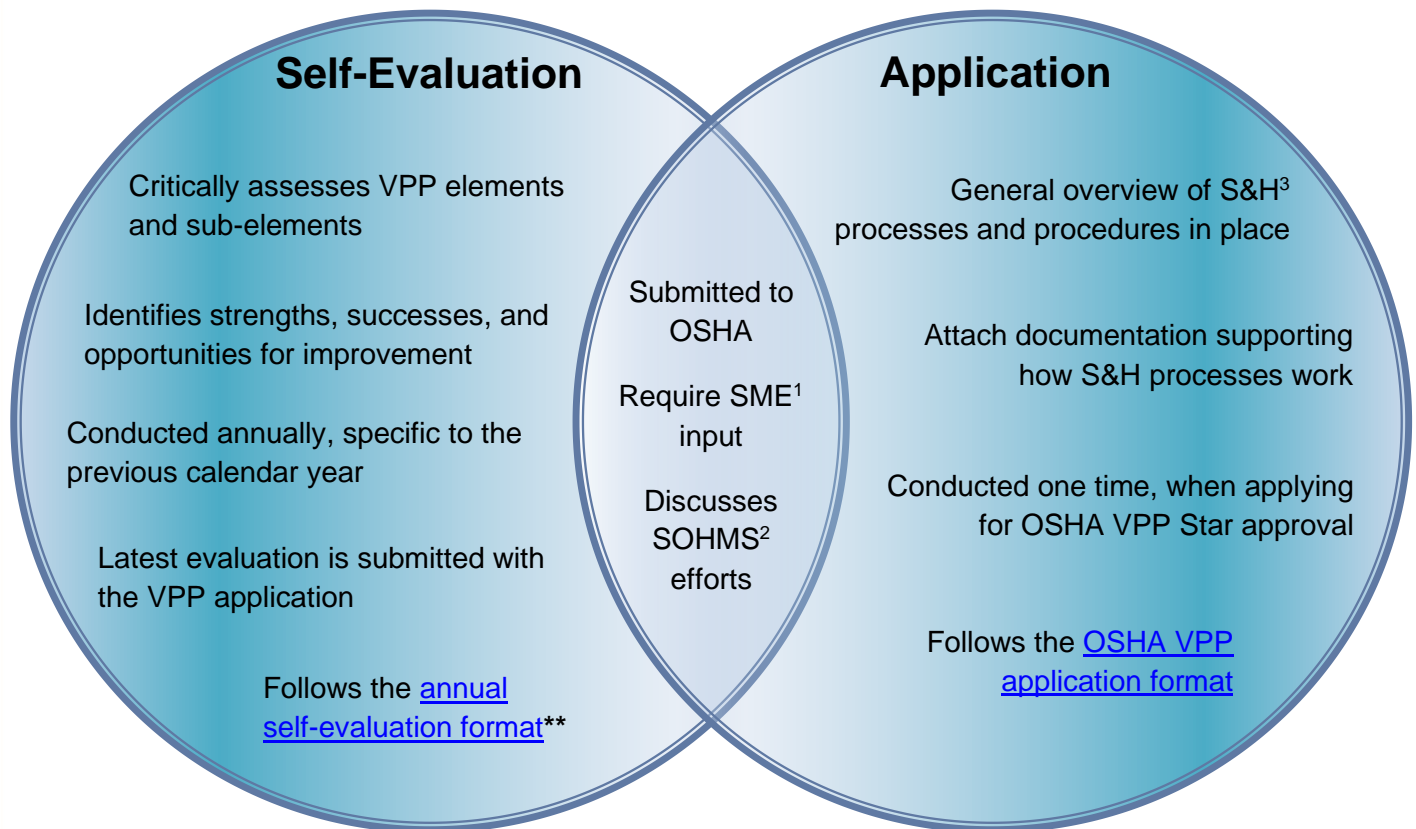 Self-Evaluation
Critically assesses VPP elements
and sub-elements
Identifies strengths, successes, and
opportunities for improvement
Conducted annually, specific to the
previous calendar year
Latest evaluation is submitted with
the VPP application
Follows the annual
self-evaluation format**
Submitted to
OSHA
Require SME¹
input
Discusses
SOHMS²
efforts
Application
General overview of S&H³
processes and procedures in place
Attach documentation supporting
how S&H processes work
Conducted one time, when applying
for OSHA VPP Star approval
Follows the OSHA VPP
application format